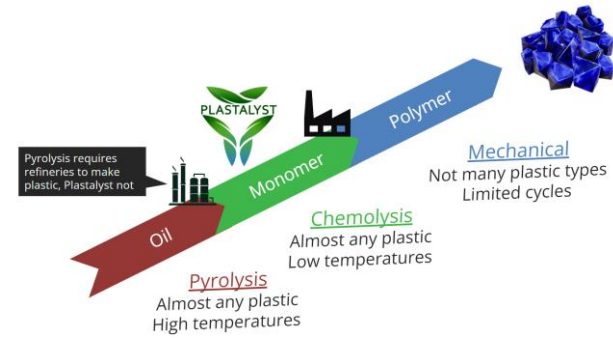 PLASTALYST
Pyrolysis requires
refineries to make
plastic, Plastalyst not
Oil
Monomer
Polymer
Pyrolysis
Almost any plastic
High temperatures
Chemolysis
Almost any plastic
Low temperatures
Mechanical
Not many plastic types
Limited cycles